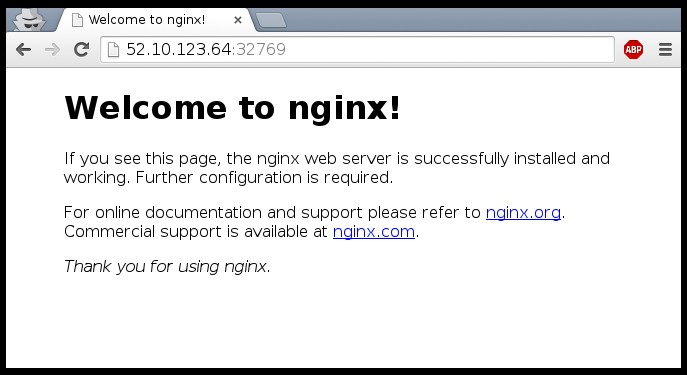 Welcome to nginx!
52.10.123.64:32769
ABP
Welcome to nginx!
If you see this page, the nginx web server is successfully installed and
working. Further configuration is required.
For online documentation and support please refer to nginx.org.
Commercial support is available at nginx.com.
Thank you for using nginx.